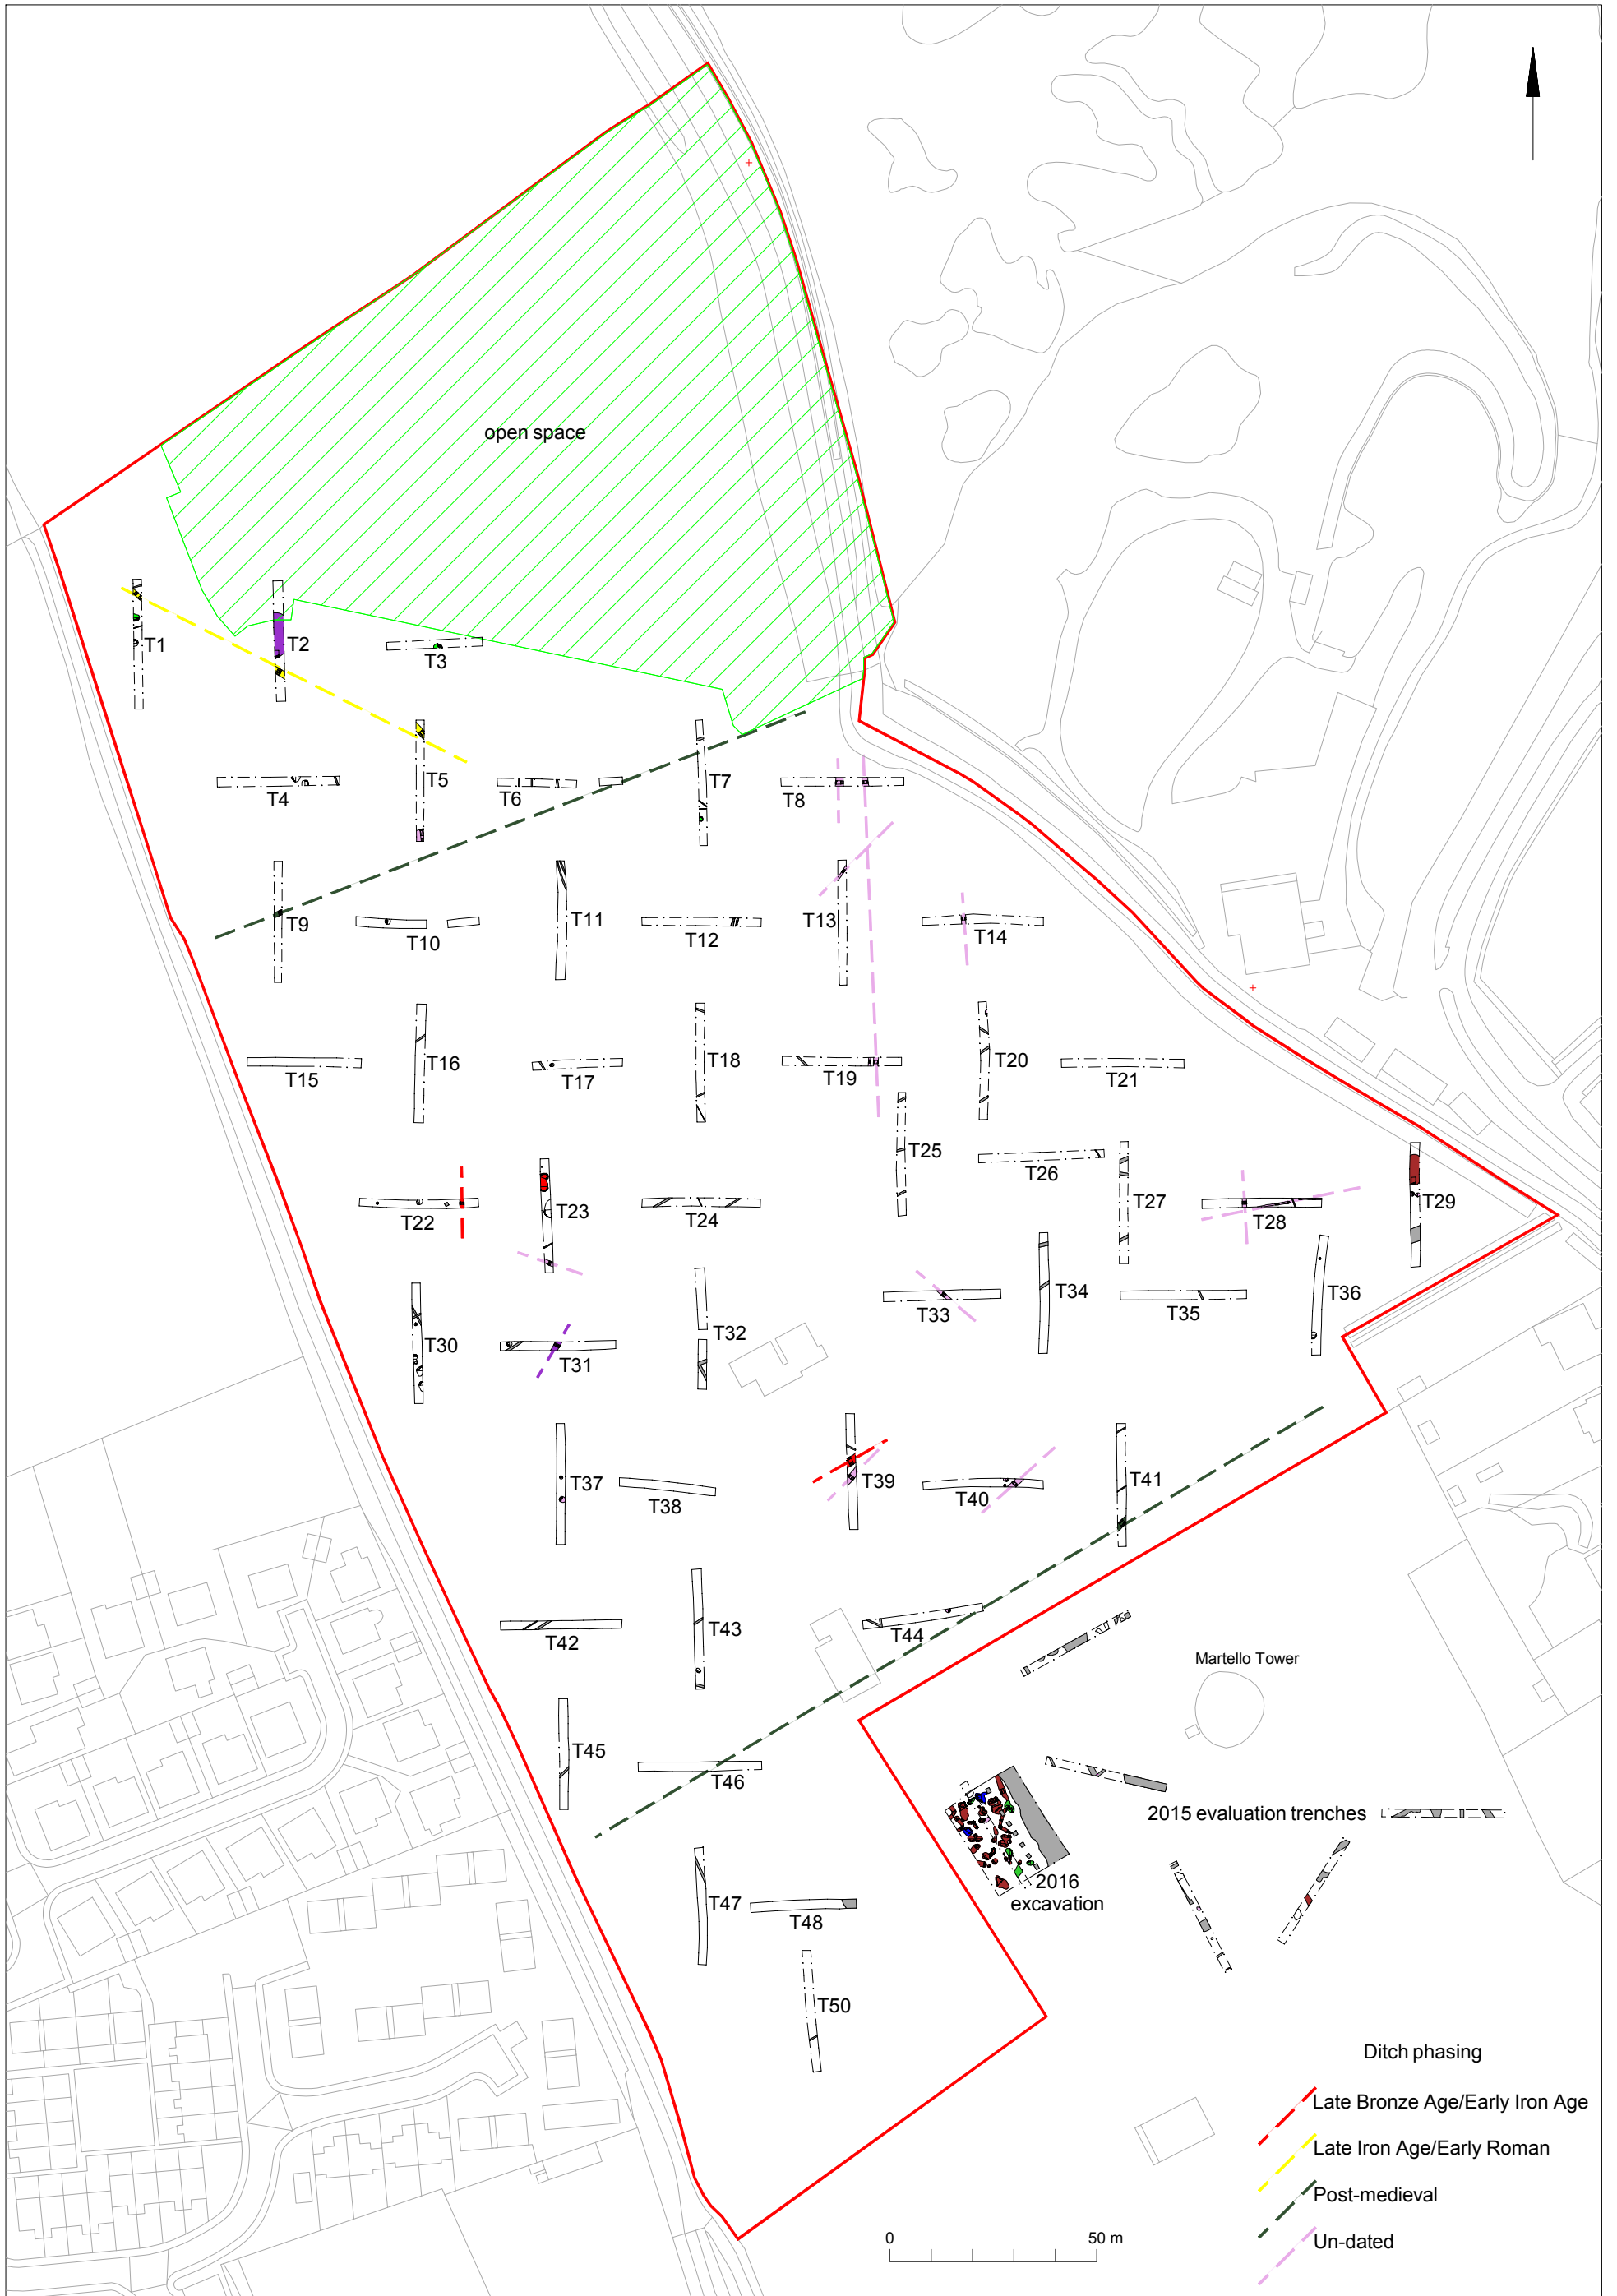 open space
T1
T2
T3
T4
T5
T6
T7
T8
T9
T10
T11
T12
T13
T14
T15
T16
T17
T18
T19
T20
T21
T22
T23
T24
T25
T26
T27
T28
T29
T30
T31
T32
T33
T34
T35
T36
T37
T38
T39
T40
T41
T42
T43
T44
T45
T46
T47
T48
T50
Martello Tower
2015 evaluation trenches
2016
excavation
Ditch phasing
Late Bronze Age/Early Iron Age
Late Iron Age/Early Roman
Post-medieval
Un-dated
0
50 m